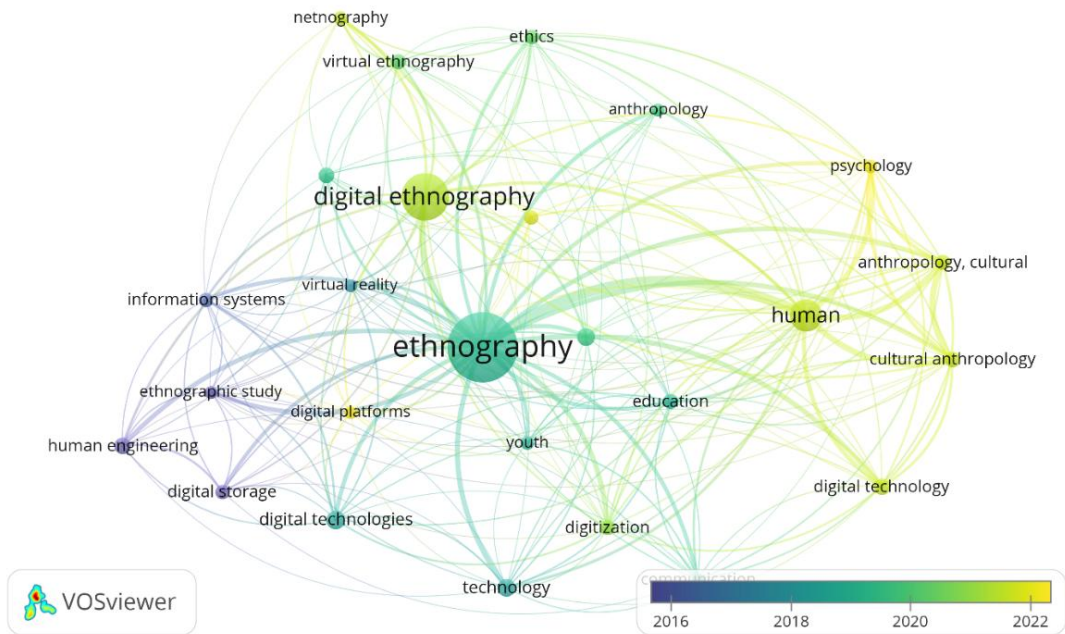 netnography
ethics
virtual ethnography
anthropology
psychology
digital ethnography
anthropology, cultural
virtual reality
information systems
human
ethnography
cultural anthropology
ethnographic study
education
digital platforms
youth
human engineering
digital technology
digital storage
digital technologies
digitization
communication
technology
VOSviewer
2016 2018 2020 2022